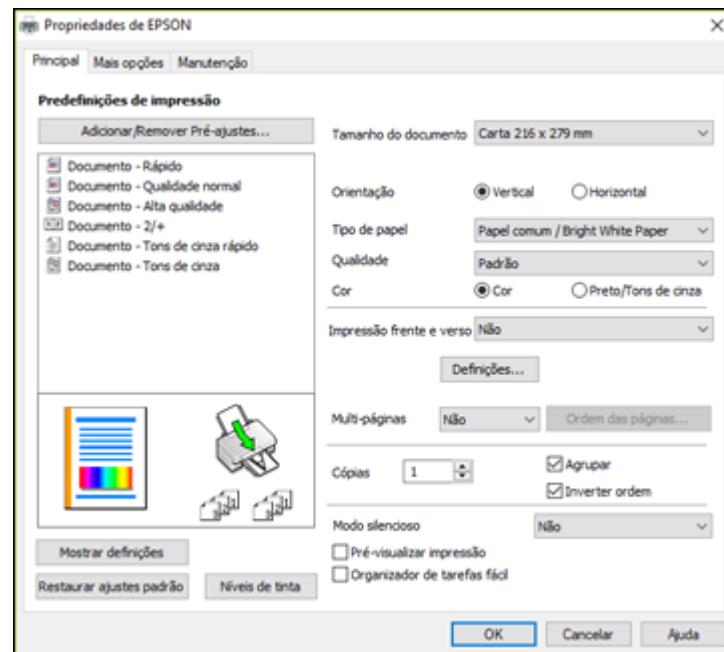 Propriedades de EPSON
Principal
Mais opções
Manutenção
Predefinições de impressão
Adicionar/Remover Pré-ajustes...
Documento - Rápido
Documento - Qualidade normal
Documento - Alta qualidade
Documento - 2/+
Documento - Tons de cinza rápido
Documento - Tons de cinza
Mostrar definições
Restaurar ajustes padrão
Níveis de tinta
Tamanho do documento
Carta 216 x 279 mm
Orientação
Vertical
Horizontal
Tipo de papel
Papel comum / Bright White Paper
Qualidade
Padrão
Cor
Cor
Preto/Tons de cinza
Impressão frente e verso
Não
Definições...
Multi-páginas
Não
Ordem das páginas...
Cópias
1
Agrupar
Inverter ordem
Modo silencioso
Não
Pré-visualizar impressão
Organizador de tarefas fácil
OK
Cancelar
Ajuda